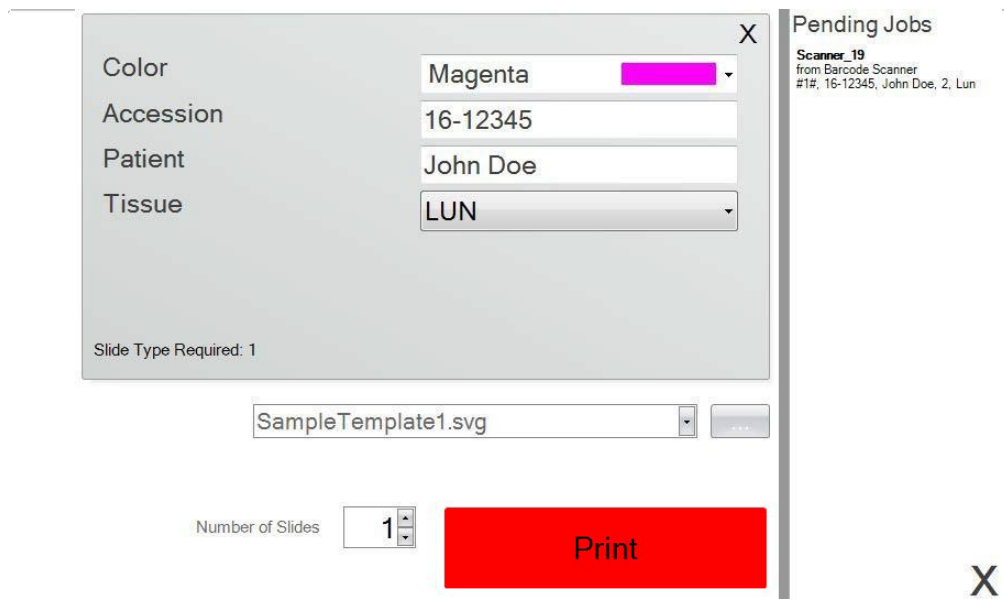 X
Color Magenta
Accession 16-12345
Patient John Doe
Tissue LUN
Slide Type Required: 1
SampleTemplate1.svg ...
Number of Slides 1 Print
Pending Jobs
Scanner_19
from Barcode Scanner
#1#, 16-12345, John Doe, 2, Lun
X